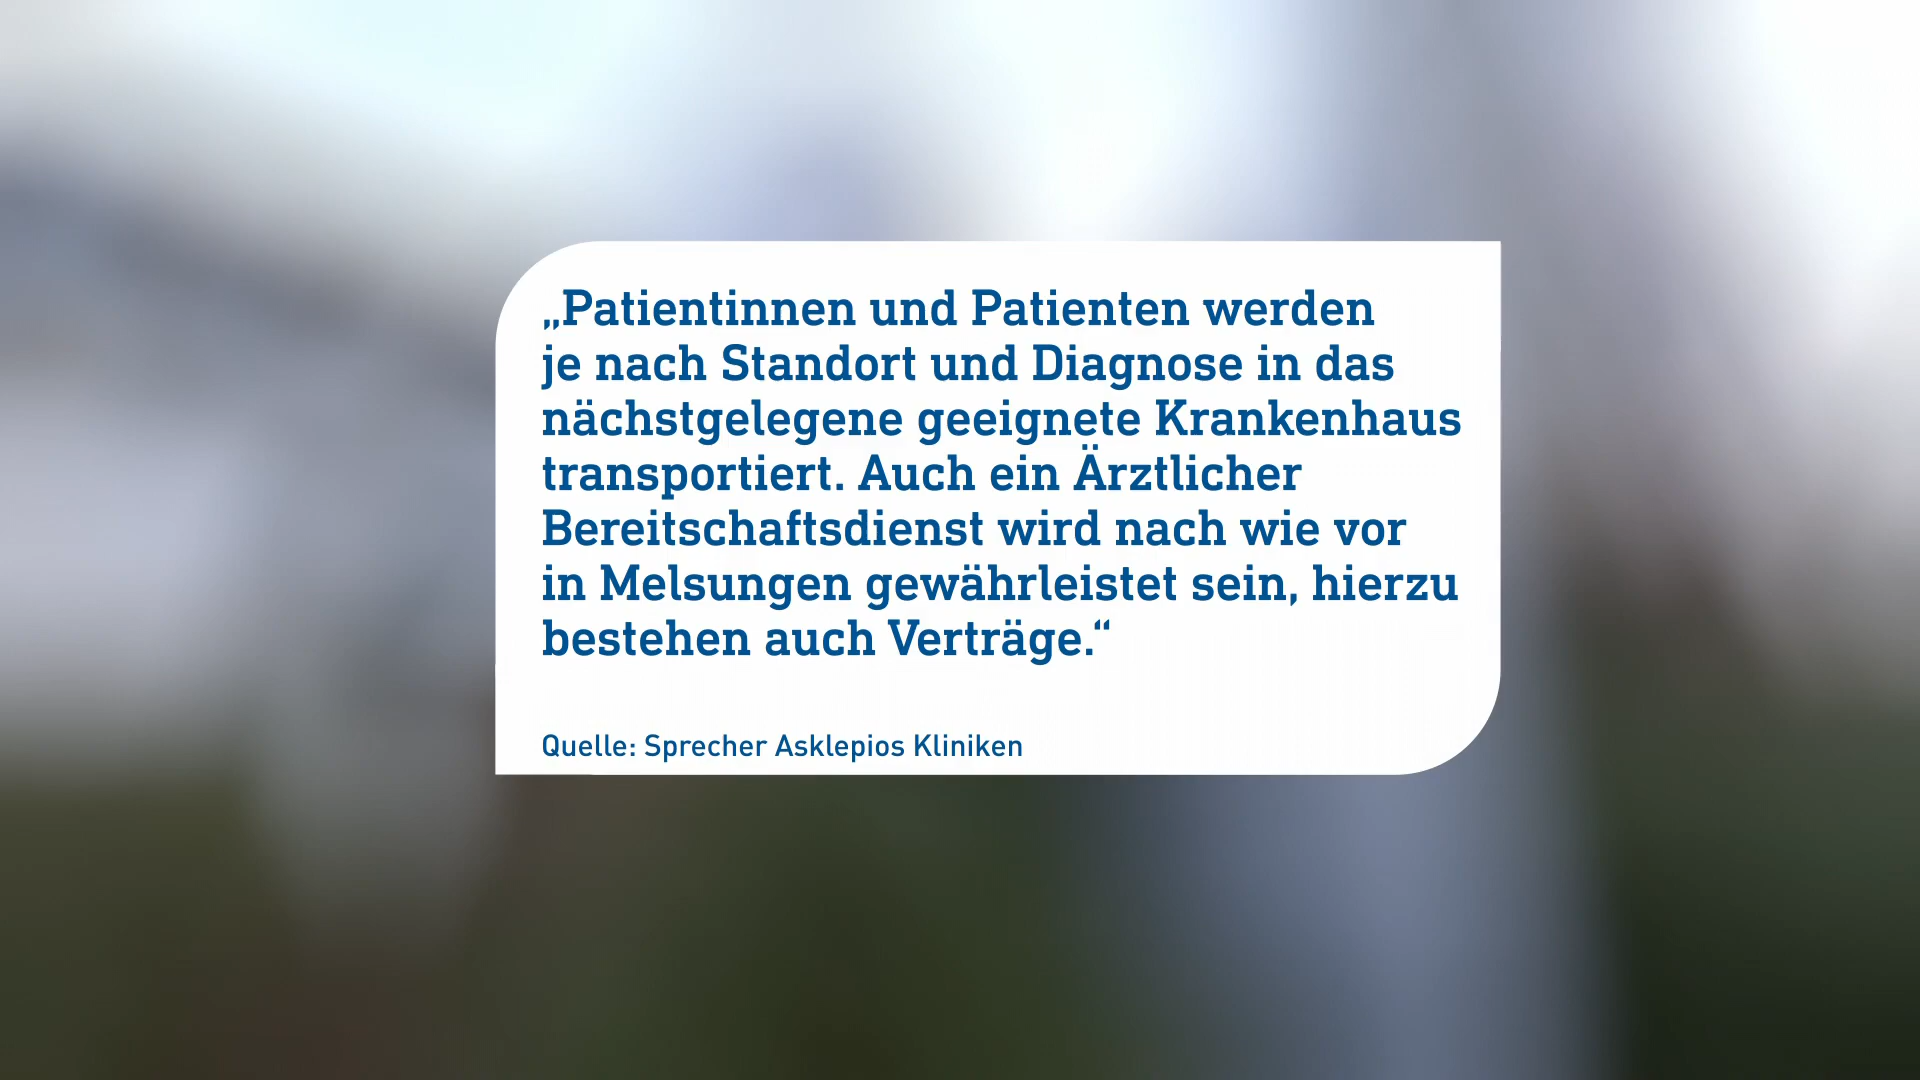 „Patientinnen und Patienten werden
je nach Standort und Diagnose in das
nächstgelegene geeignete Krankenhaus
transportiert. Auch ein Ärztlicher
Bereitschaftsdienst wird nach wie vor
in Melsungen gewährleistet sein, hierzu
bestehen auch Verträge.“
Quelle: Sprecher Asklepios Kliniken